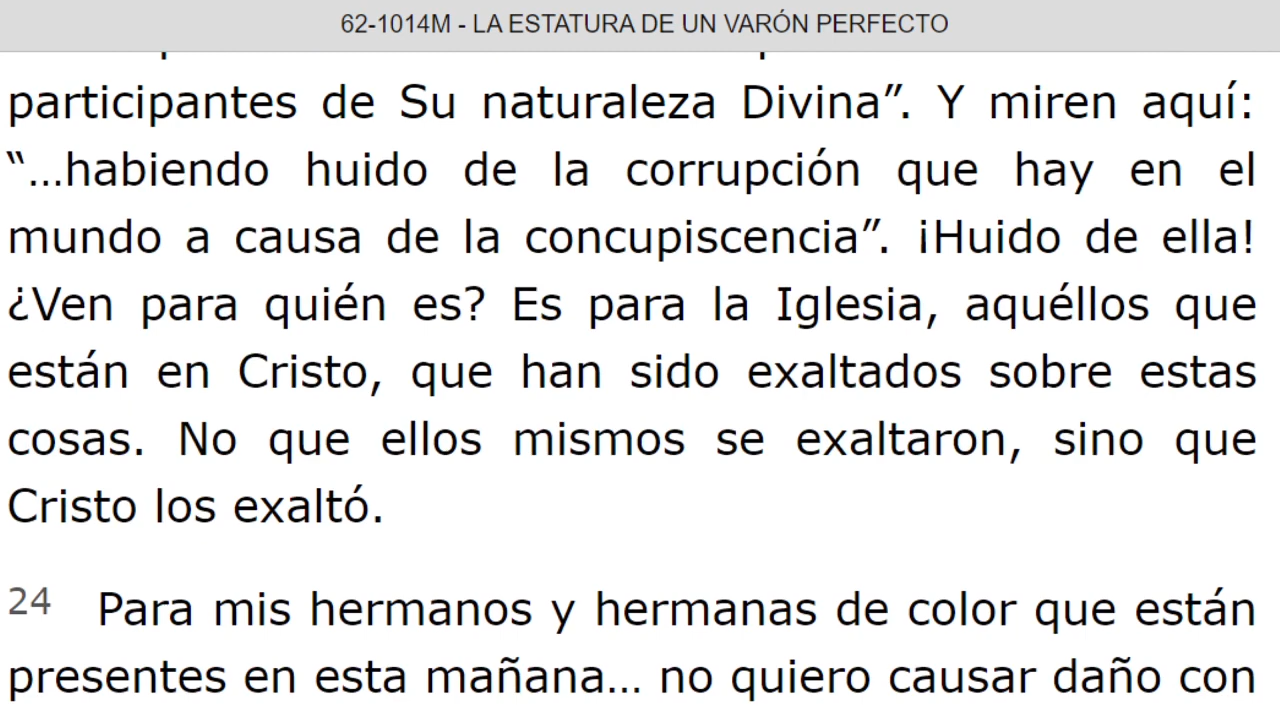 62-1014M - LA ESTATURA DE UN VARÓN PERFECTO
participantes de Su naturaleza Divina”. Y miren aquí:
“...habiendo huido de la corrupción que hay en el
mundo a causa de la concupiscencia”. ¡Huido de ella!
¿Ven para quién es? Es para la Iglesia, aquéllos que
están en Cristo, que han sido exaltados sobre estas
cosas. No que ellos mismos se exaltaron, sino que
Cristo los exaltó.
24 Para mis hermanos y hermanas de color que están
presentes en esta mañana... no quiero causar daño con